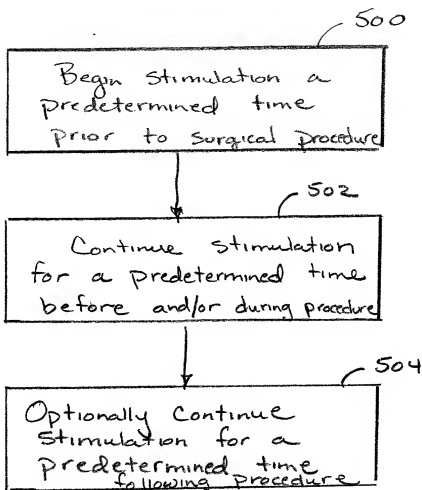 500
Begin stimulation a
predetermined time
prior to surgical procedure
502
Continue stimulation
for a predetermined time
before and/or during procedure
504
Optionally Continue
stimulation for a
predetermined time
following procedure